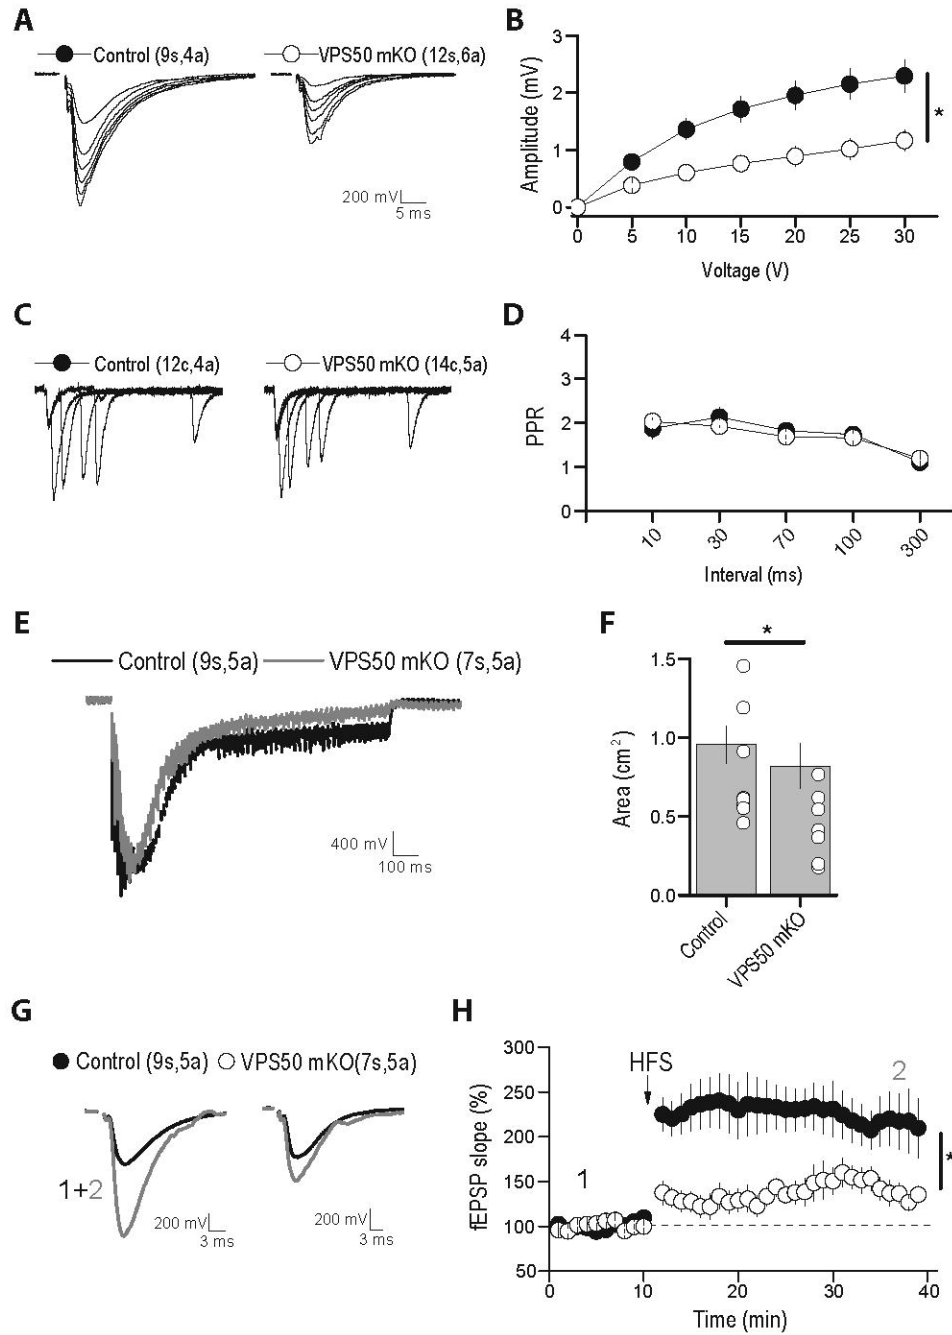 A
Control (9s,4a)
VPS50 mKO (12s,6a)
200 mV
5 ms
B
Amplitude (mV)
3
2
1
0
*
0 5 10 15 20 25 30
Voltage (V)
C
Control (12c,4a)
VPS50 mKO (14c,5a)
D
PPR
4
3
2
1
0
10 30 70 100 300
Interval (ms)
E
Control (9s,5a)
VPS50 mKO (7s,5a)
400 mV
100 ms
F
*
Area (cm²)
1.5
1.0
0.5
0.0
Control
VPS50 mKO
G
Control (9s,5a)
VPS50 mKO(7s,5a)
1+2
200 mV
3 ms
200 mV
3 ms
H
fEPSP slope (%)
300
250
200
150
100
50
HFS
1
2
*
0 10 20 30 40
Time (min)